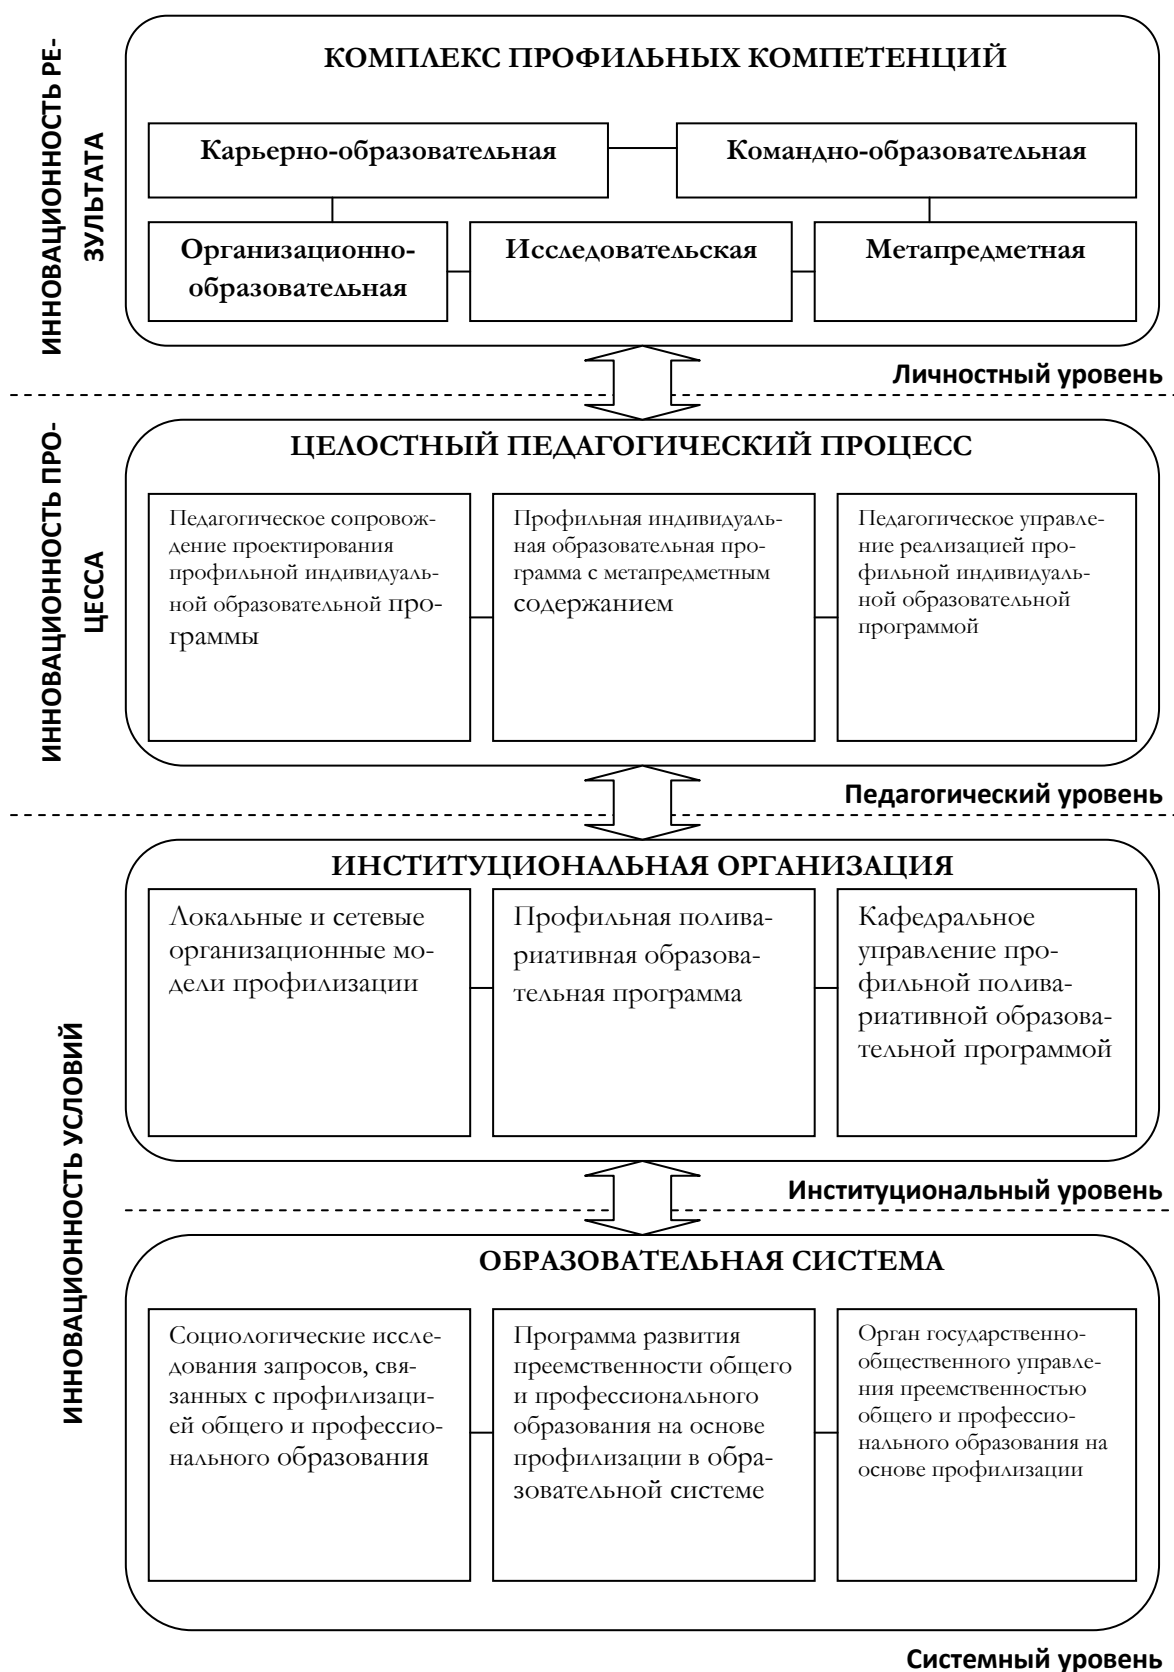 ИННОВАЦИОННОСТЬ РЕ-
ЗУЛЬТАТА
КОМПЛЕКС ПРОФИЛЬНЫХ КОМПЕТЕНЦИЙ
Карьерно-образовательная
Командно-образовательная
Организационно-
образовательная
Исследовательская
Метапредметная
Личностный уровень
ИННОВАЦИОННОСТЬ ПРО-
ЦЕССА
ЦЕЛОСТНЫЙ ПЕДАГОГИЧЕСКИЙ ПРОЦЕСС
Педагогическое сопровож-
дение проектирования
профильной индивидуаль-
ной образовательной про-
граммы
Профильная индивидуаль-
ная образовательная про-
грамма с метапредметным
содержанием
Педагогическое управле-
ние реализацией про-
фильной индивидуаль-
ной образовательной
программой
Педагогический уровень
ИННОВАЦИОННОСТЬ УСЛОВИЙ
ИНСТИТУЦИОНАЛЬНАЯ ОРГАНИЗАЦИЯ
Локальные и сетевые
организационные мо-
дели профилизации
Профильная полива-
риативная образова-
тельная программа
Кафедральное
управление про-
фильной полива-
риативной образова-
тельной программой
Институциональный уровень
ОБРАЗОВАТЕЛЬНАЯ СИСТЕМА
Социологические иссле-
дования запросов, свя-
занных с профилизаци-
ей общего и професcио-
нального образования
Программа развития
преемственности общего
и профессионального
образования на основе
профилизации в обра-
зовательной системе
Орган государственно-
общественного управле-
ния преемственностью
общего и профессио-
нального образования на
основе профилизации
Системный уровень